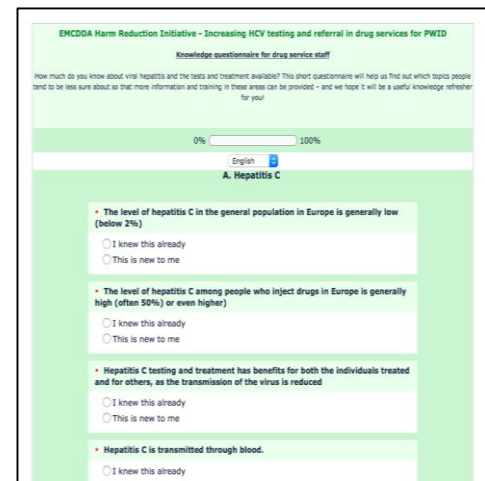 EMCDDA Harm Reduction Initiative - Increasing HCV testing and referral in drug services for PWID
Knowledge questionnaire for drug service staff
How much do you know about viral hepatitis and the tests and treatment available? This short questionnaire will help us find out which topics people
tend to be less sure about so that more information and training in these areas can be provided – and we hope it will be a useful knowledge refresher
for you!
0% 100%
English
A. Hepatitis C
* The level of hepatitis C in the general population in Europe is generally low
(below 2%)
I knew this already
This is new to me
* The level of hepatitis C among people who inject drugs in Europe is generally
high (often 50%) or even higher)
I knew this already
This is new to me
* Hepatitis C testing and treatment has benefits for both the individuals treated
and for others, as the transmission of the virus is reduced
I knew this already
This is new to me
* Hepatitis C is transmitted through blood.
I knew this already